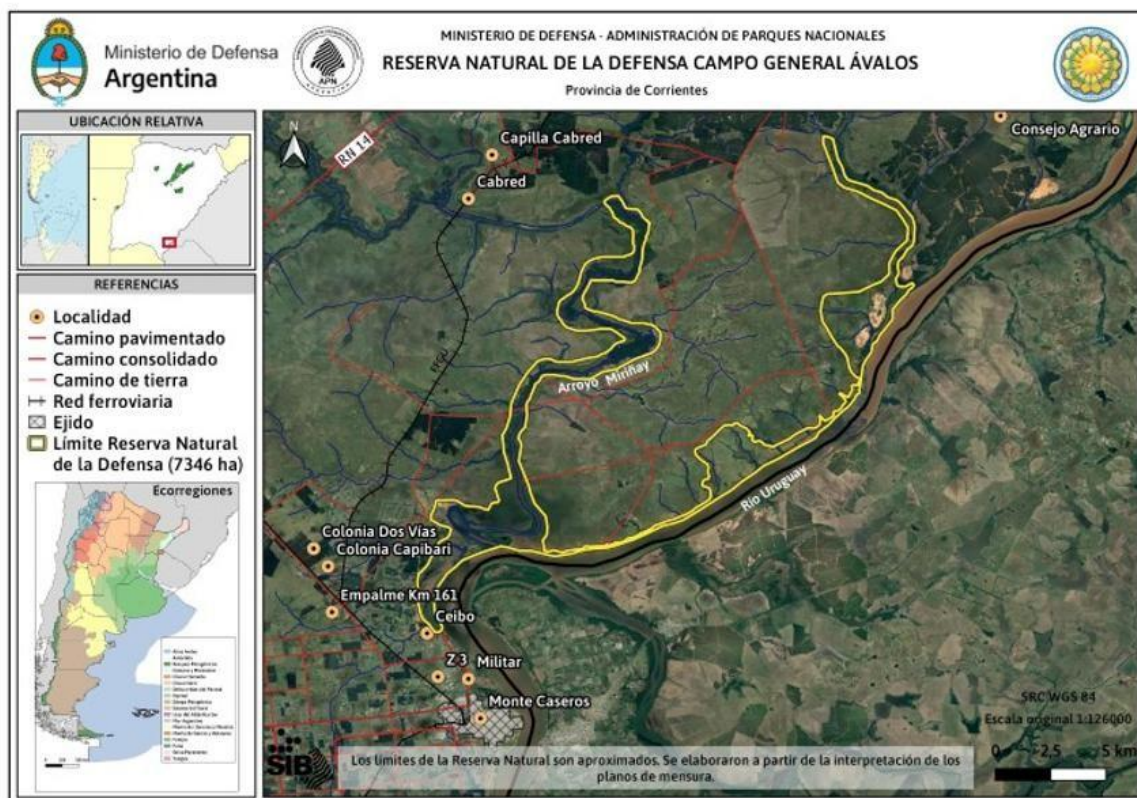 Ministerio de Defensa
Argentina
APN
MINISTERIO DE DEFENSA - ADMINISTRACIÓN DE PARQUES NACIONALES
RESERVA NATURAL DE LA DEFENSA CAMPO GENERAL ÁVALOS
Provincia de Corrientes
UBICACIÓN RELATIVA
REFERENCIAS
Localidad
Camino pavimentado
Camino consolidado
Camino de tierra
Red ferroviaria
Ejido
Límite Reserva Natural
de la Defensa (7346 ha)
Ecorregiones
N
RN 14
Capilla Cabred
Cabred
Consejo Agrario
FFGU
Arroyo Miriñay
Río Uruguay
Colonia Dos Vías
Colonia Capibari
Empalme Km 161
Ceibo
Z 3
Militar
Monte Caseros
SRC WGS 84
Escala original 1:126000
0 2,5 5 km
SIB
Los límites de la Reserva Natural son aproximados. Se elaboraron a partir de la interpretación de los
planos de mensura.